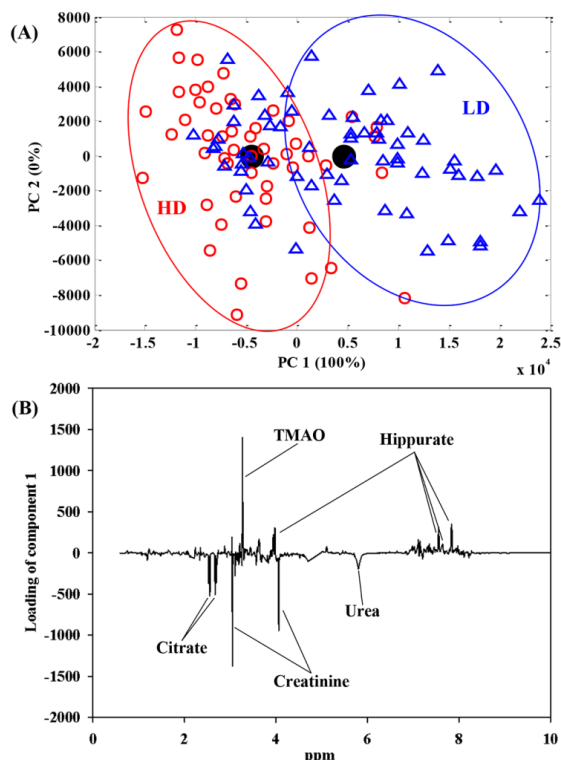 (A)
8000
6000
4000
2000
0
-2000
-4000
-6000
-8000
-10000
PC 2 (0%)
HD
LD
-2 -1.5 -1 -0.5 0 0.5 1 1.5 2 2.5
PC 1 (100%)
x 10⁴
(B)
2000
1500
1000
500
0
-500
-1000
-1500
-2000
Loading of component 1
TMAO
Hippurate
Urea
Citrate
Creatinine
0 2 4 6 8 10
ppm